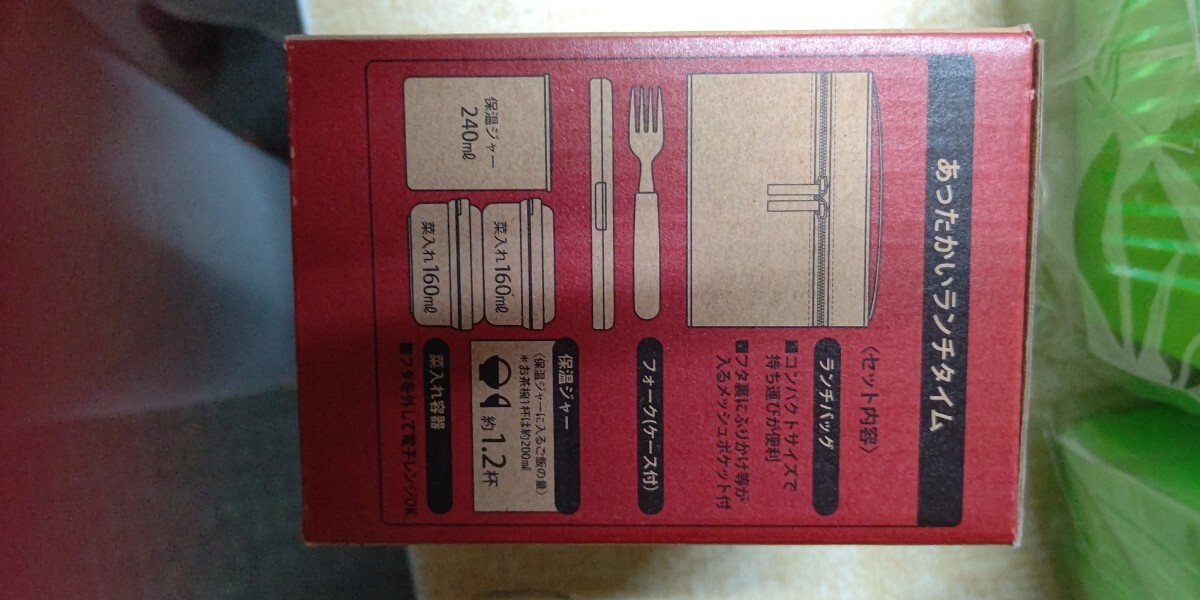 あったかいランチタイム
〈セット内容〉
ランチバッグ
■コンパクトサイズで
持ち運びが便利
■フタ裏にふりかけ等が
入るメッシュポケット付
フォーク(ケース付)
保温ジャー
240mℓ
菜入れ160mℓ
菜入れ160mℓ
保温ジャー
〈保温ジャーに入るご飯の量〉
*お茶碗1杯は約200mℓ
約1.2杯
菜入れ容器
■フタを外して電子レンジOK